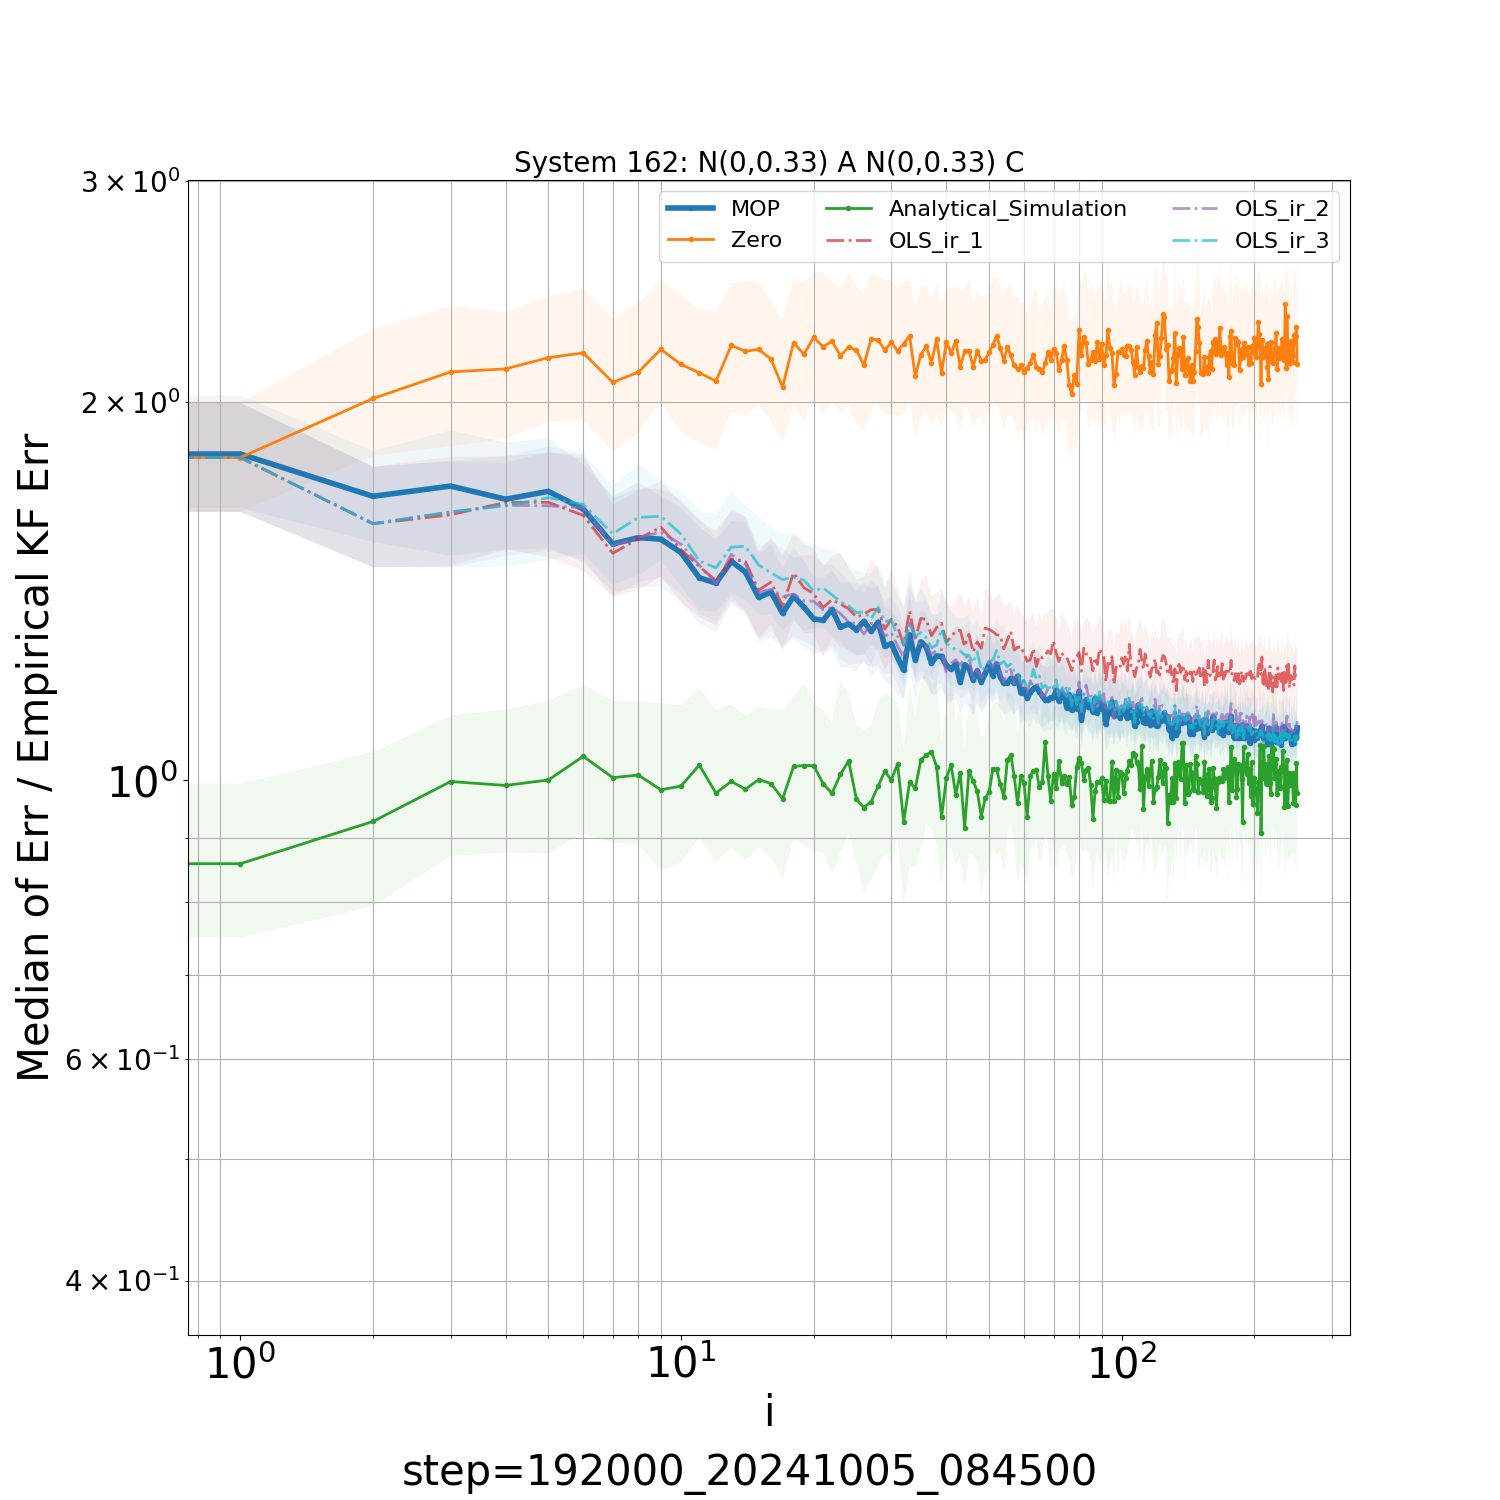 System 162: N(0,0.33) A N(0,0.33) C
MOP
Zero
Analytical_Simulation
OLS_ir_1
OLS_ir_2
OLS_ir_3
Median of Err / Empirical KF Err
3 × 10⁰
2 × 10⁰
10⁰
6 × 10⁻¹
4 × 10⁻¹
10⁰ 10¹ 10²
i
step=192000_20241005_084500